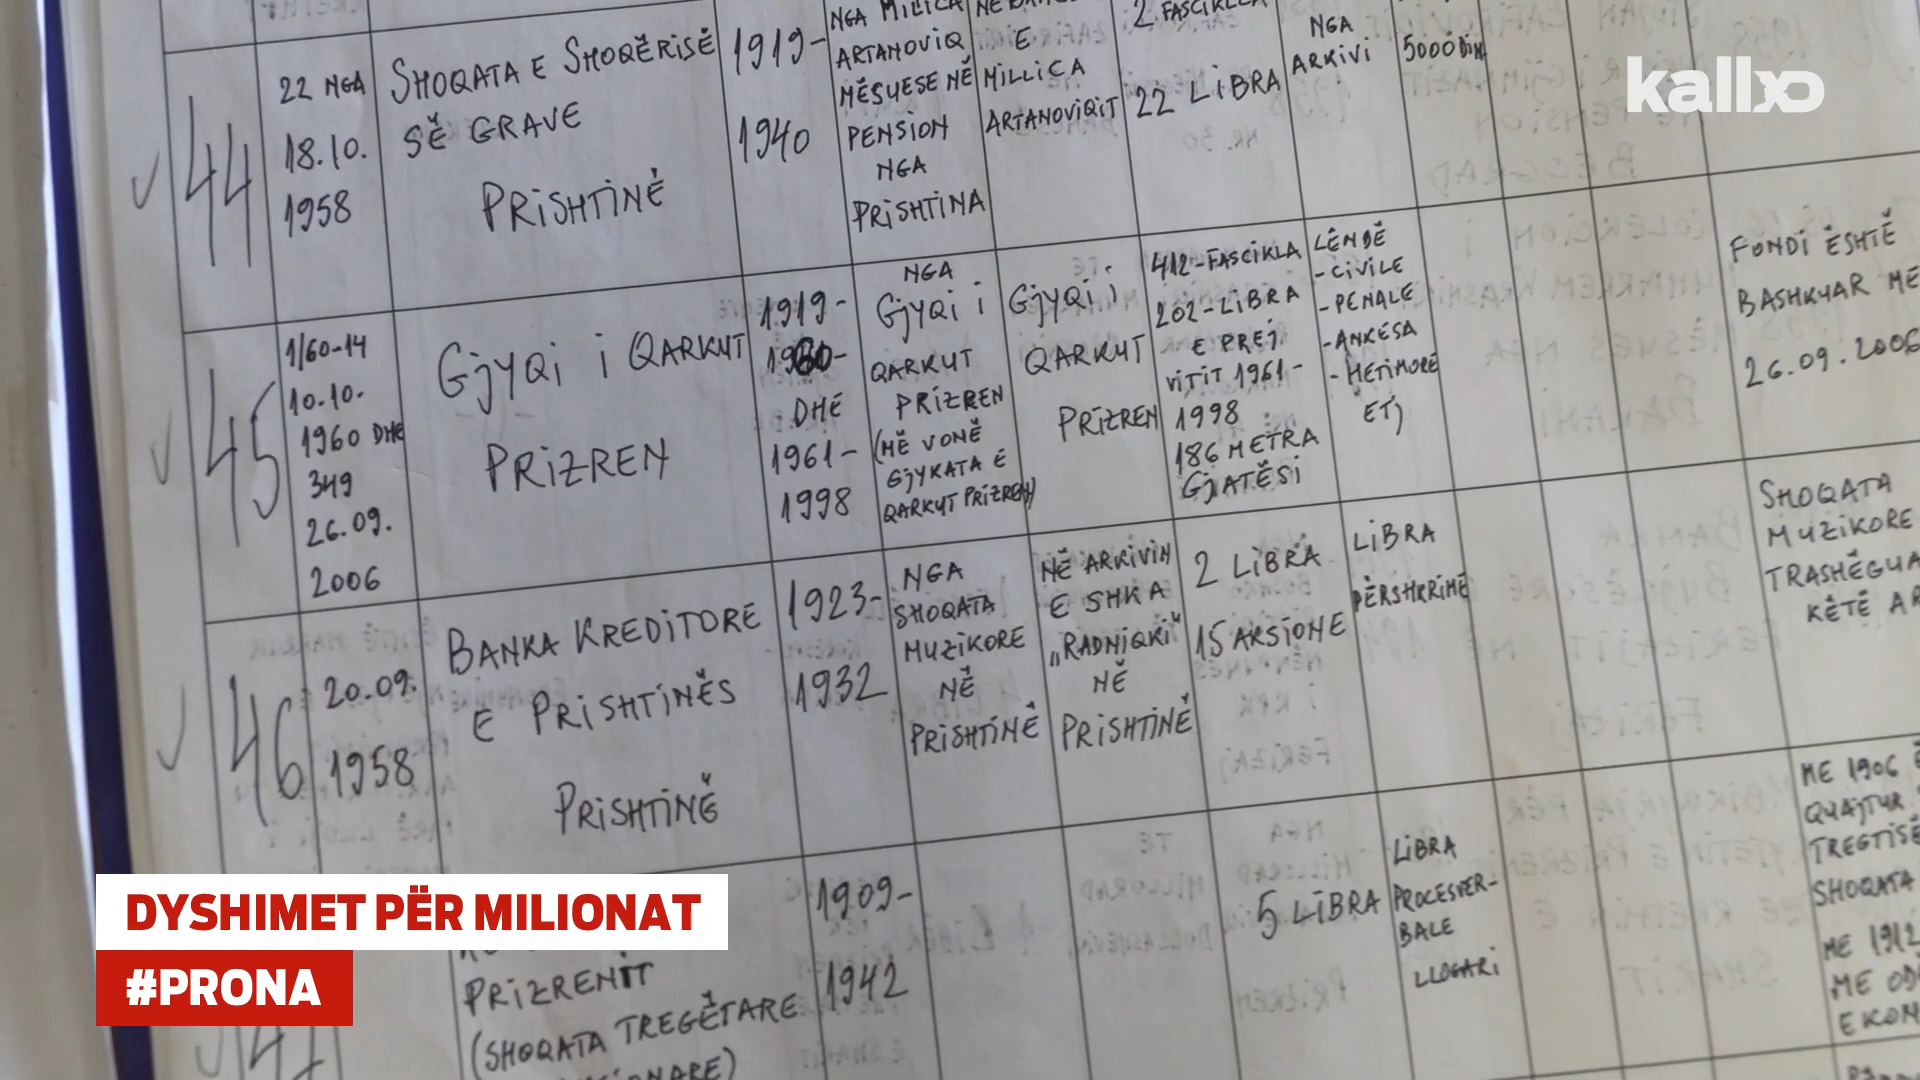 kallxo
44
22 NGA
18.10.
1958
SHOQATA E SHOQËRISË
SË GRAVE
PRISHTINË
1919-
1940
NGA MILICA
ARTANOVIQ
MËSUESE NË
PENSION
NGA
PRISHTINA
E
MILLICA
ARTANOVIQIT
2 FASCIKLLA
22 LIBRA
NGA
ARKIVI
5000 DIN
45
1/60-14
10.10.
1960 DHE
349
26.09.
2006
GJYQI I QARKUT
PRIZREN
1919-
1960-
DHE
1961-
1998
NGA
GJYQI I
QARKUT
PRIZREN
(MË VONË
GJYKATA E
QARKUT PRIZREN)
GJYQI I
QARKUT
PRIZREN
412-FASCIKLA
202-LIBRA
E PREJ
VITIT 1961-
1998
186 METRA
GJATËSI
LËNDË
-CIVILE
-PENALE
-ANKESA
-HETIMORE
ETJ
FONDI ËSHTË
BASHKUAR ME
26.09.2006
46
20.09.
1958
BANKA KREDITORE
E PRISHTINËS
PRISHTINË
1923-
1932
NGA
SHOQATA
MUZIKORE
NË
PRISHTINË
NË ARKIVIN
E SHKA
„RADNIQKI"
NË
PRISHTINË
2 LIBRA
15 AKSIONE
LIBRA
PËRSHKRIMË
SHOQATA
MUZIKORE
TRASHËGUA
KËTË AR
47
PRIZRENIT
(SHOQATA TREGËTARE
1909-
1942
5 LIBRA
LIBRA
PROCESVER-
BALE
LLOGARI
ME 1906
QUAJTUR
TREGTISË
SHOQATA
ME 1912
ME OD
EKON
DYSHIMET PËR MILIONAT
#PRONA